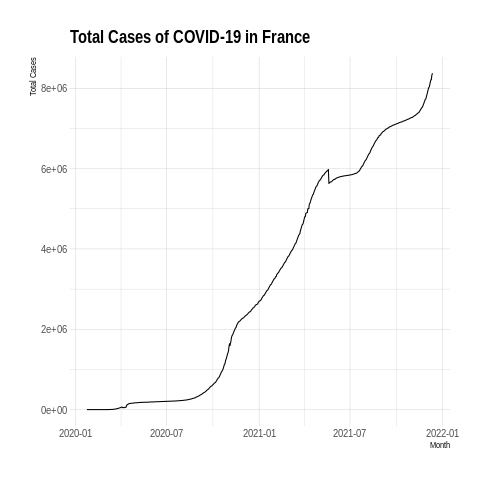 Total Cases of COVID-19 in France
Total Cases
8e+06
6e+06
4e+06
2e+06
0e+00
2020-01 2020-07 2021-01 2021-07 2022-01
Month